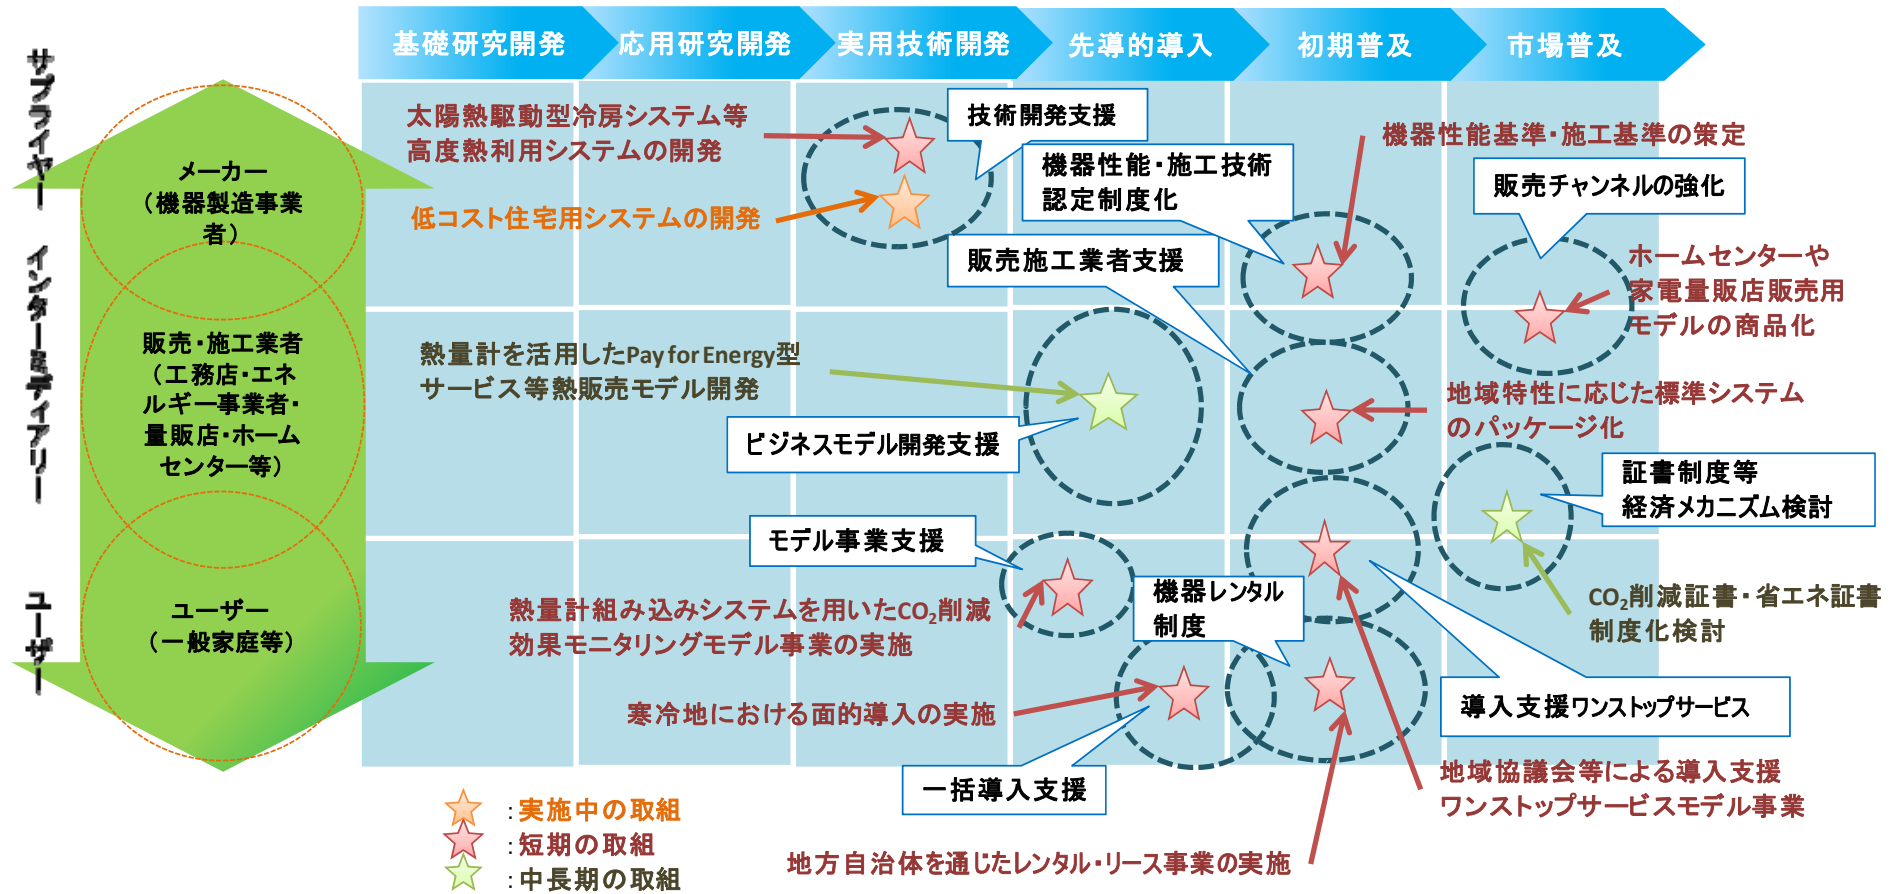 基礎研究開発
応用研究開発
実用技術開発
先導的導入
初期普及
市場普及
サプライヤー
インターミディアリー
ユーザー
メーカー
（機器製造事業
者）
販売・施工業者
（工務店・エネ
ルギー事業者・
量販店・ホーム
センター等）
ユーザー
（一般家庭等）
太陽熱駆動型冷房システム等
高度熱利用システムの開発
低コスト住宅用システムの開発
技術開発支援
機器性能・施工技術
認定制度化
販売施工業者支援
機器性能基準・施工基準の策定
販売チャンネルの強化
ホームセンターや
家電量販店販売用
モデルの商品化
熱量計を活用したPay for Energy型
サービス等熱販売モデル開発
ビジネスモデル開発支援
地域特性に応じた標準システム
のパッケージ化
証書制度等
経済メカニズム検討
モデル事業支援
機器レンタル
制度
熱量計組み込みシステムを用いたCO₂削減
効果モニタリングモデル事業の実施
CO₂削減証書・省エネ証書
制度化検討
寒冷地における面的導入の実施
導入支援ワンストップサービス
一括導入支援
地域協議会等による導入支援
ワンストップサービスモデル事業
地方自治体を通じたレンタル・リース事業の実施
：実施中の取組
：短期の取組
：中長期の取組